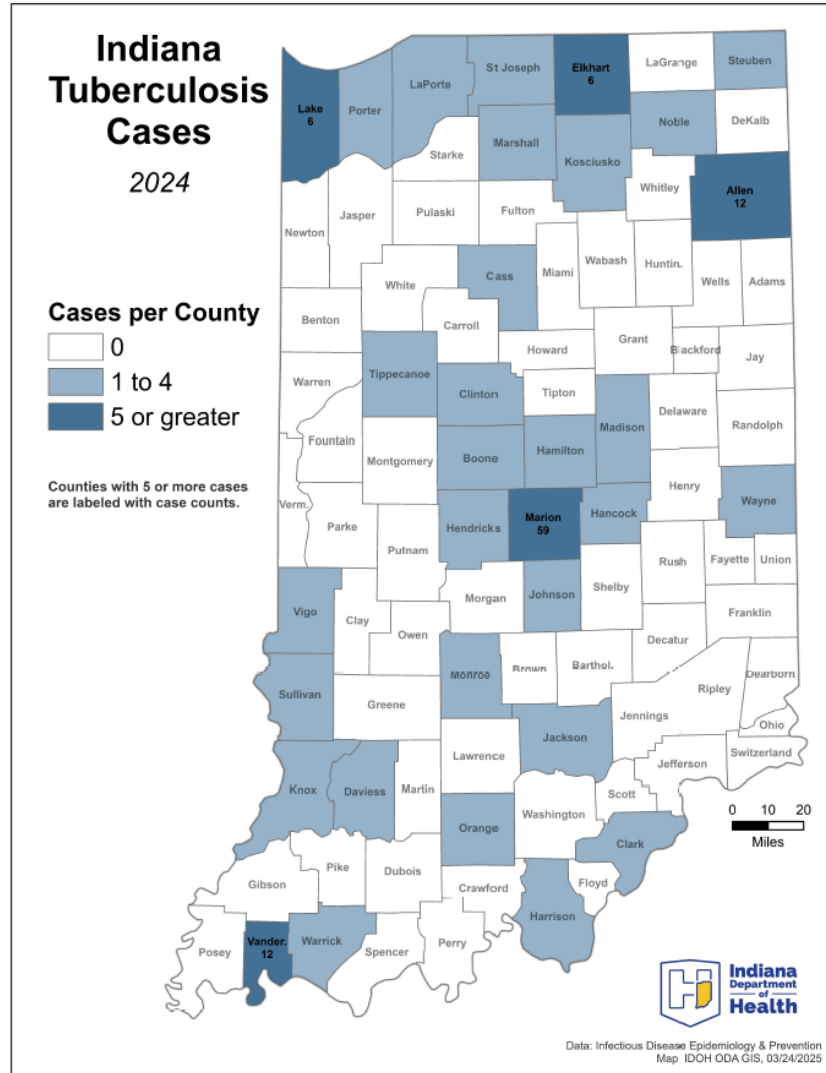 Indiana
Tuberculosis
Cases
2024
Cases per County
0
1 to 4
5 or greater
Counties with 5 or more cases
are labeled with case counts.
Lake
6
Porter
LaPorte
St Joseph
Elkhart
6
LaGrange
Steuben
Noble
DeKalb
Marshall
Starke
Kosciusko
Whitley
Allen
12
Newton
Jasper
Pulaski
Fulton
Cass
Miami
Wabash
Huntin.
Wells
Adams
White
Benton
Carroll
Howard
Grant
Blackford
Jay
Warren
Tippecanoe
Clinton
Tipton
Madison
Delaware
Randolph
Fountain
Montgomery
Boone
Hamilton
Henry
Wayne
Verm.
Parke
Putnam
Hendricks
Marion
59
Hancock
Rush
Fayette
Union
Vigo
Clay
Owen
Morgan
Johnson
Shelby
Franklin
Decatur
Sullivan
Greene
Monroe
Brown
Barthol.
Jennings
Ripley
Dearborn
Ohio
Switzerland
Jefferson
Knox
Daviess
Martin
Lawrence
Jackson
Scott
Washington
Orange
Clark
Gibson
Pike
Dubois
Crawford
Floyd
Harrison
Posey
Vander.
12
Warrick
Spencer
Perry
0 10 20
Miles
Indiana
Department
of
Health
Data: Infectious Disease Epidemiology & Prevention
Map IDOH ODA GIS, 03/24/2025